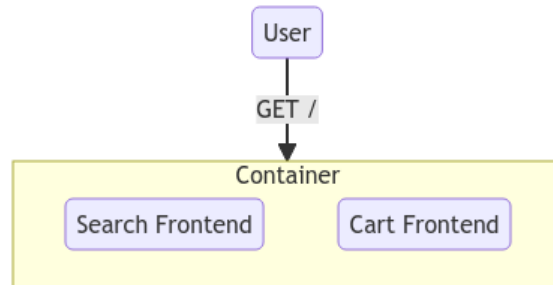 User
GET /
Container
Search Frontend
Cart Frontend